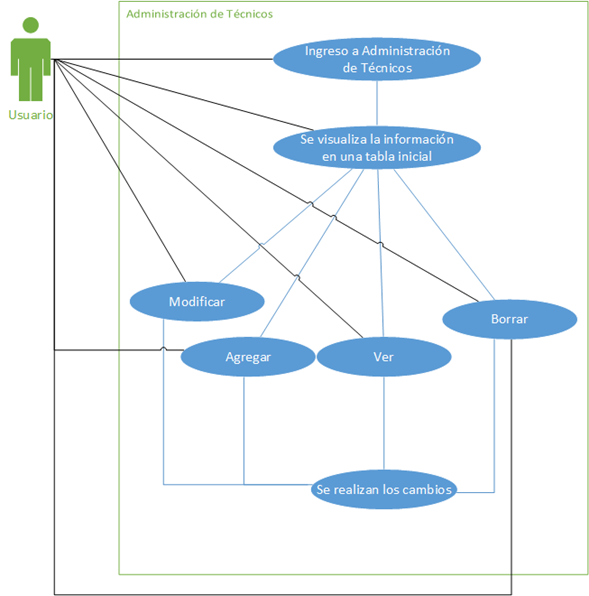 Administración de Técnicos
Usuario
Ingreso a Administración
de Técnicos
Se visualiza la información
en una tabla inicial
Modificar
Borrar
Agregar
Ver
Se realizan los cambios